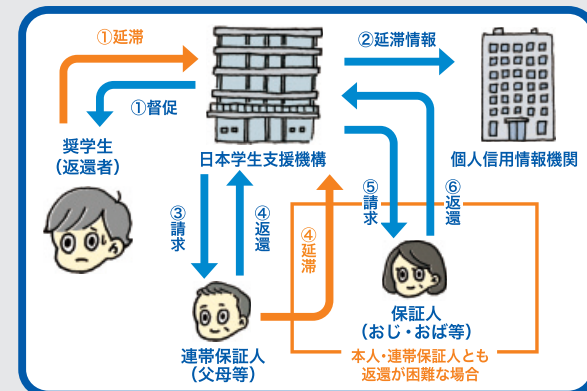 ①延滞
②延滞情報
①督促
奨学生
(返還者)
日本学生支援機構
個人信用情報機関
③請求
④返還
④延滞
⑤請求
⑥返還
保証人
(おじ・おば等)
連帯保証人
(父母等)
本人・連帯保証人とも
返還が困難な場合